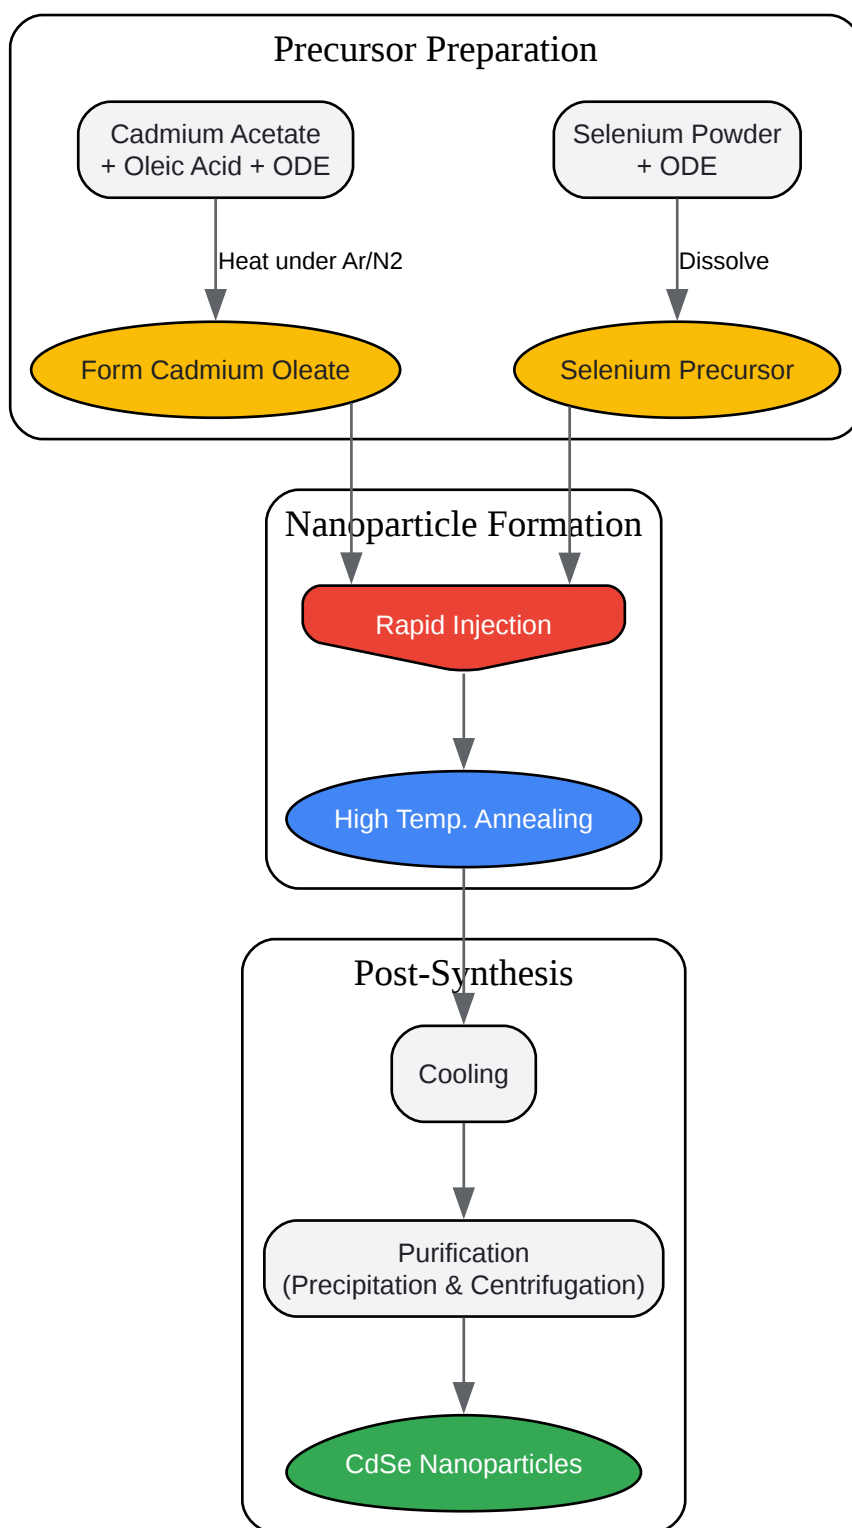 Precursor Preparation
Cadmium Acetate
+ Oleic Acid + ODE
Selenium Powder
+ ODE
Heat under Ar/N2
Dissolve
Form Cadmium Oleate
Selenium Precursor
Nanoparticle Formation
Rapid Injection
High Temp. Annealing
Post-Synthesis
Cooling
Purification
(Precipitation & Centrifugation)
CdSe Nanoparticles